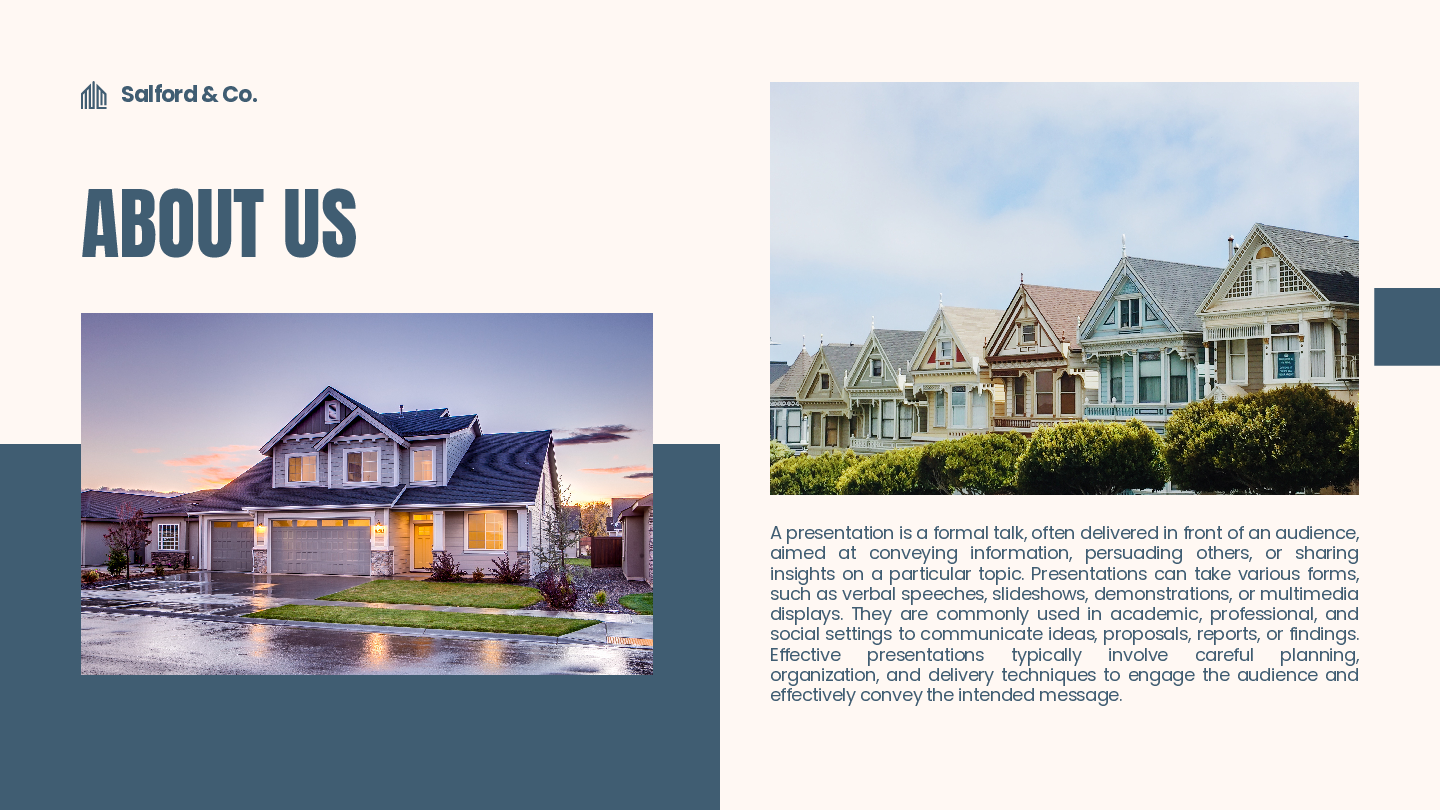 Salford & Co.
ABOUT US
A presentation is a formal talk, often delivered in front of an audience,
aimed at conveying information, persuading others, or sharing
insights on a particular topic. Presentations can take various forms,
such as verbal speeches, slideshows, demonstrations, or multimedia
displays. They are commonly used in academic, professional, and
social settings to communicate ideas, proposals, reports, or findings.
Effective presentations typically involve careful planning,
organization, and delivery techniques to engage the audience and
effectively convey the intended message.